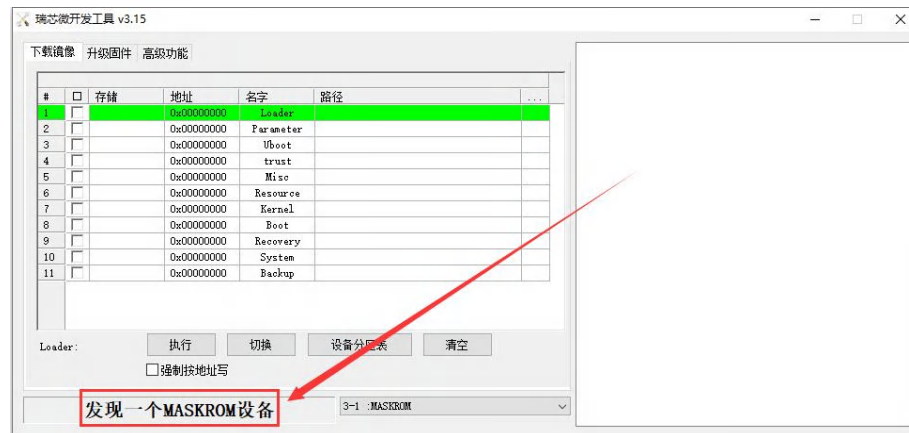 瑞芯微开发工具 v3.15
下载镜像 升级固件 高级功能
# 存储 地址 名字 路径 ...
1 0x00000000 Loader
2 0x00000000 Parameter
3 0x00000000 Uboot
4 0x00000000 trust
5 0x00000000 Misc
6 0x00000000 Resource
7 0x00000000 Kernel
8 0x00000000 Boot
9 0x00000000 Recovery
10 0x00000000 System
11 0x00000000 Backup
Loader: 执行 切换 设备分区表 清空
强制按地址写
发现一个MASKROM设备 3-1 :MASKROM